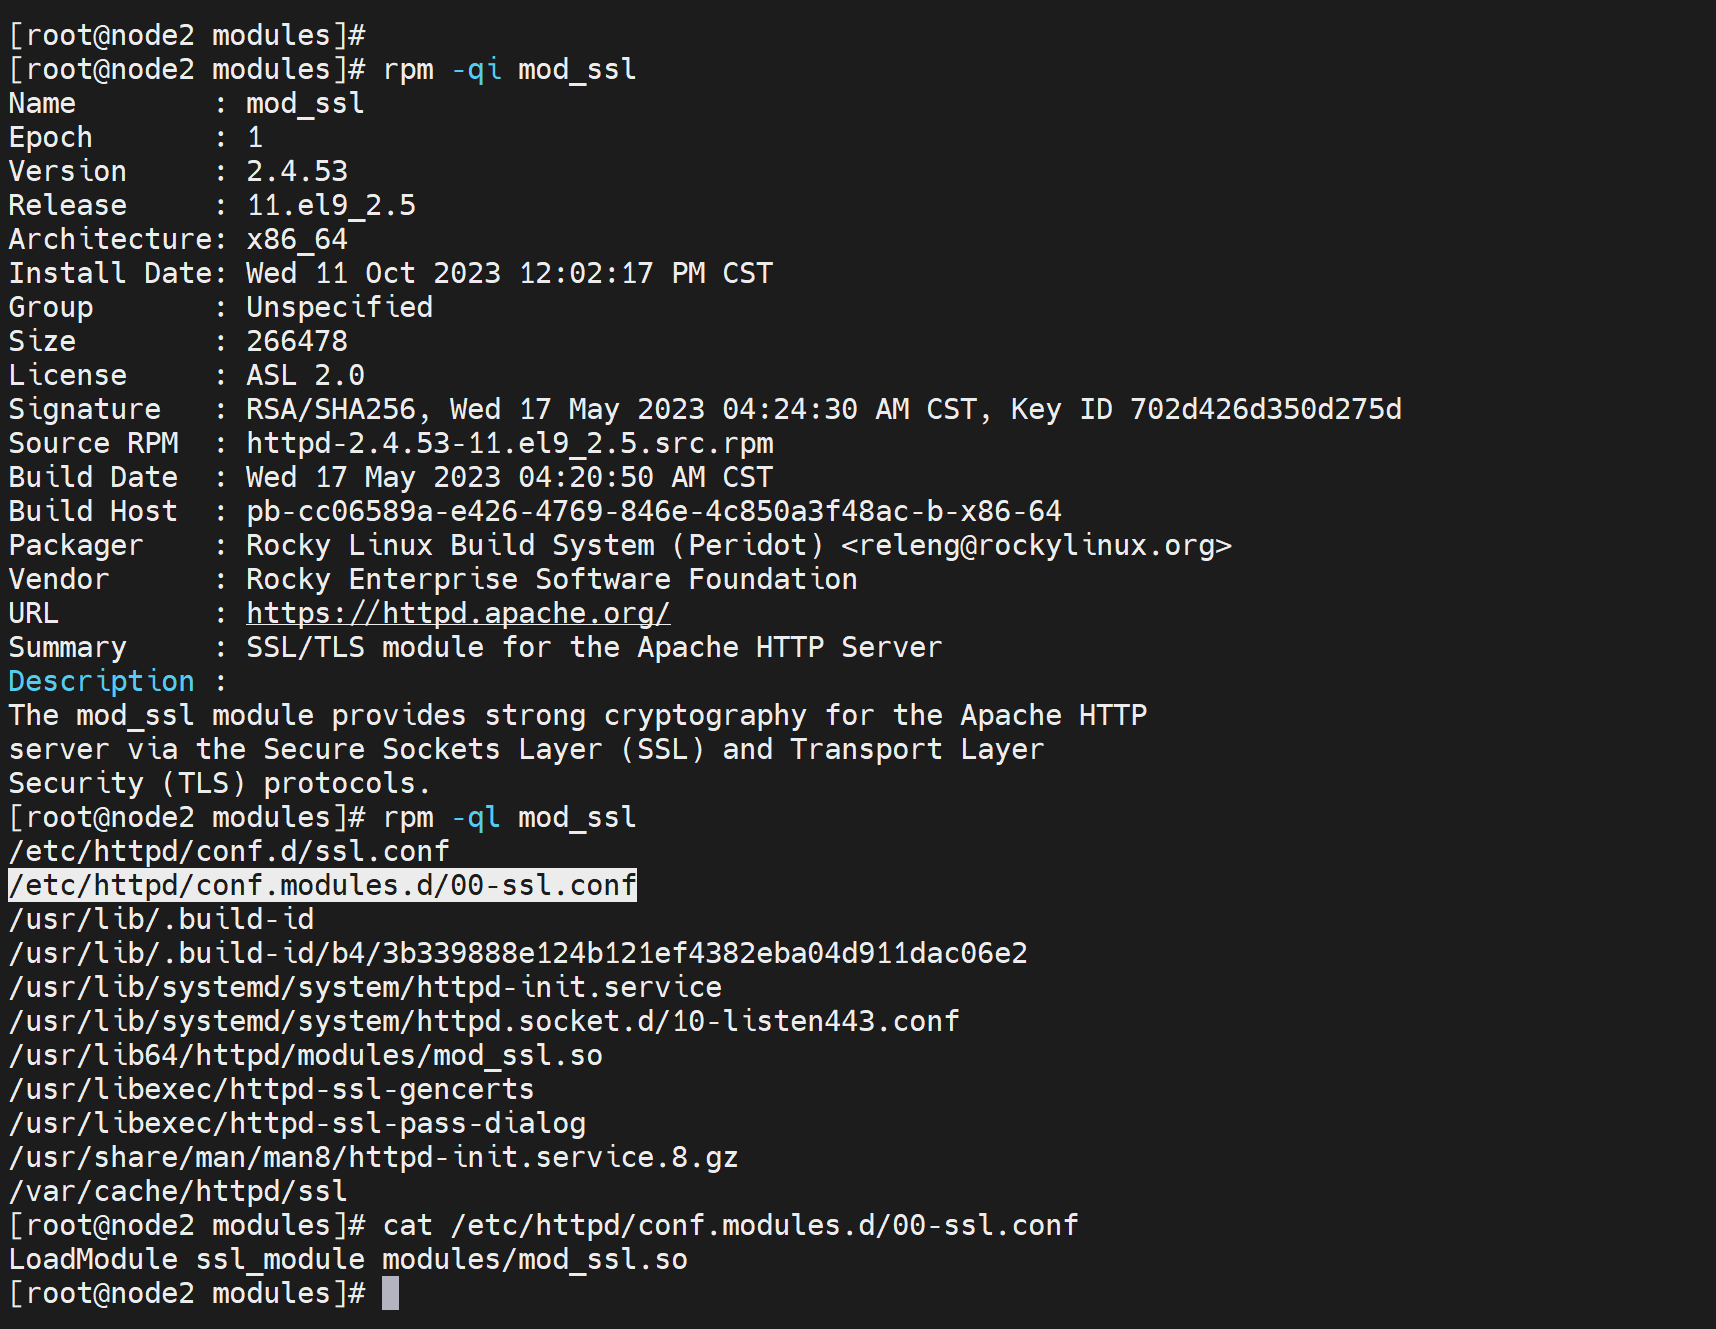 [root@node2 modules]#
[root@node2 modules]# rpm -qi mod_ssl
Name        : mod_ssl
Epoch       : 1
Version     : 2.4.53
Release     : 11.el9_2.5
Architecture: x86_64
Install Date: Wed 11 Oct 2023 12:02:17 PM CST
Group       : Unspecified
Size        : 266478
License     : ASL 2.0
Signature   : RSA/SHA256, Wed 17 May 2023 04:24:30 AM CST, Key ID 702d426d350d275d
Source RPM  : httpd-2.4.53-11.el9_2.5.src.rpm
Build Date  : Wed 17 May 2023 04:20:50 AM CST
Build Host  : pb-cc06589a-e426-4769-846e-4c850a3f48ac-b-x86-64
Packager    : Rocky Linux Build System (Peridot) <releng@rockylinux.org>
Vendor      : Rocky Enterprise Software Foundation
URL         : https://httpd.apache.org/
Summary     : SSL/TLS module for the Apache HTTP Server
Description :
The mod_ssl module provides strong cryptography for the Apache HTTP
server via the Secure Sockets Layer (SSL) and Transport Layer
Security (TLS) protocols.
[root@node2 modules]# rpm -ql mod_ssl
/etc/httpd/conf.d/ssl.conf
/etc/httpd/conf.modules.d/00-ssl.conf
/usr/lib/.build-id
/usr/lib/.build-id/b4/3b339888e124b121ef4382eba04d911dac06e2
/usr/lib/systemd/system/httpd-init.service
/usr/lib/systemd/system/httpd.socket.d/10-listen443.conf
/usr/lib64/httpd/modules/mod_ssl.so
/usr/libexec/httpd-ssl-gencerts
/usr/libexec/httpd-ssl-pass-dialog
/usr/share/man/man8/httpd-init.service.8.gz
/var/cache/httpd/ssl
[root@node2 modules]# cat /etc/httpd/conf.modules.d/00-ssl.conf
LoadModule ssl_module modules/mod_ssl.so
[root@node2 modules]#